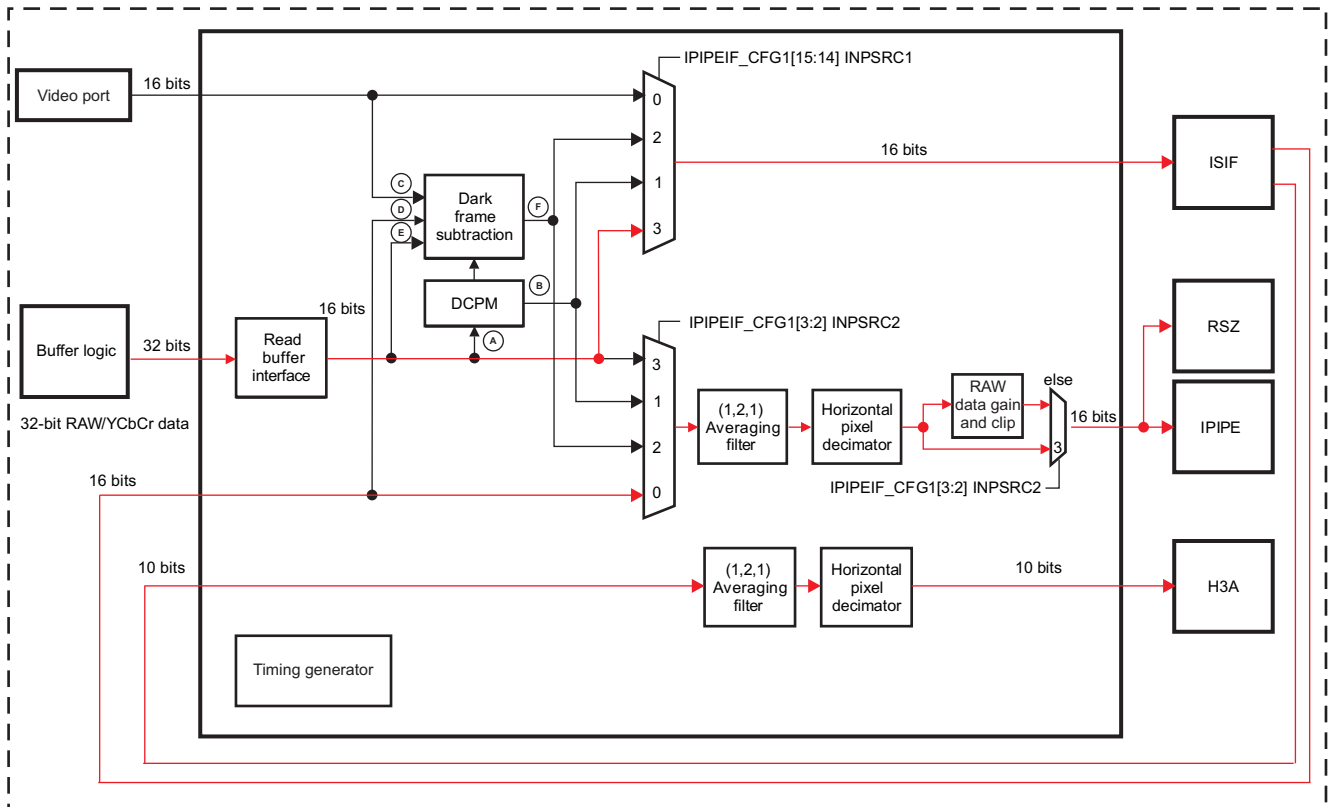 IPIPEIF_CFG1[15:14] INPSRC1
16 bits
Video port
0
2
16 bits
ISIF
1
C
Dark
frame
subtraction
D
F
E
3
B
DCPM
16 bits
A
IPIPEIF_CFG1[3:2] INPSRC2
RSZ
Buffer logic
32 bits
Read
buffer
interface
3
32-bit RAW/YCbCr data
1
(1,2,1)
Averaging
filter
Horizontal
pixel
decimator
RAW
data gain
and clip
else
3
16 bits
IPIPE
2
IPIPEIF_CFG1[3:2] INPSRC2
16 bits
0
10 bits
(1,2,1)
Averaging
filter
Horizontal
pixel
decimator
10 bits
H3A
Timing generator